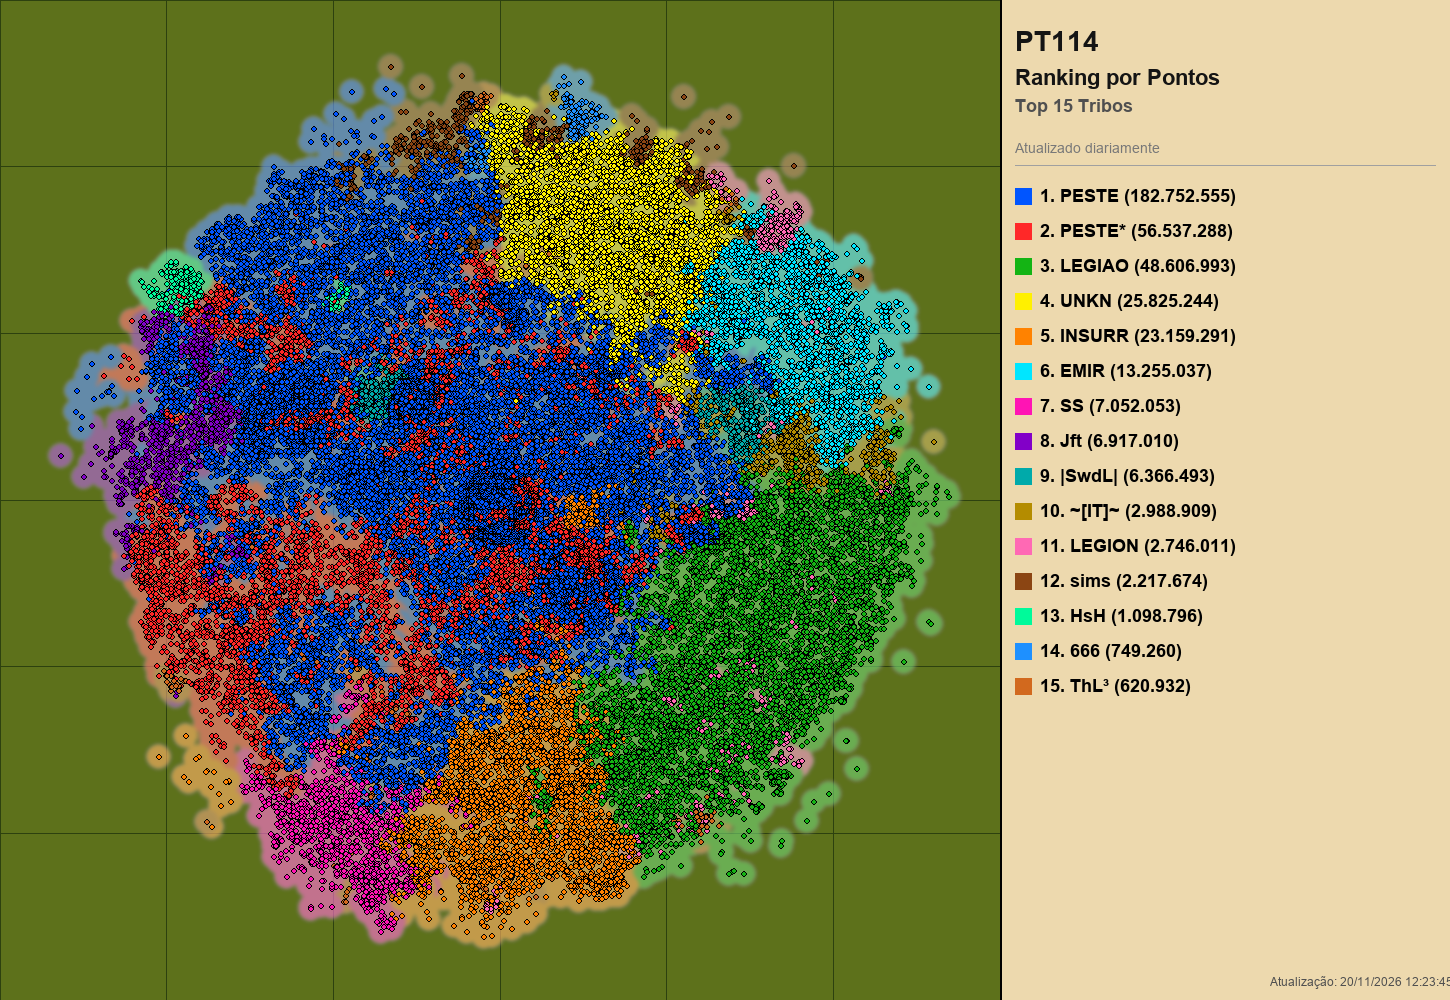 PT114
Ranking por Pontos
Top 15 Tribos
Atualizado diariamente
1. PESTE (182.752.555)
2. PESTE* (56.537.288)
3. LEGIAO (48.606.993)
4. UNKN (25.825.244)
5. INSURR (23.159.291)
6. EMIR (13.255.037)
7. SS (7.052.053)
8. Jft (6.917.010)
9. |SwdL| (6.366.493)
10. ~[IT]~ (2.988.909)
11. LEGION (2.746.011)
12. sims (2.217.674)
13. HsH (1.098.796)
14. 666 (749.260)
15. ThL³ (620.932)
Atualização: 20/11/2026 12:23:45